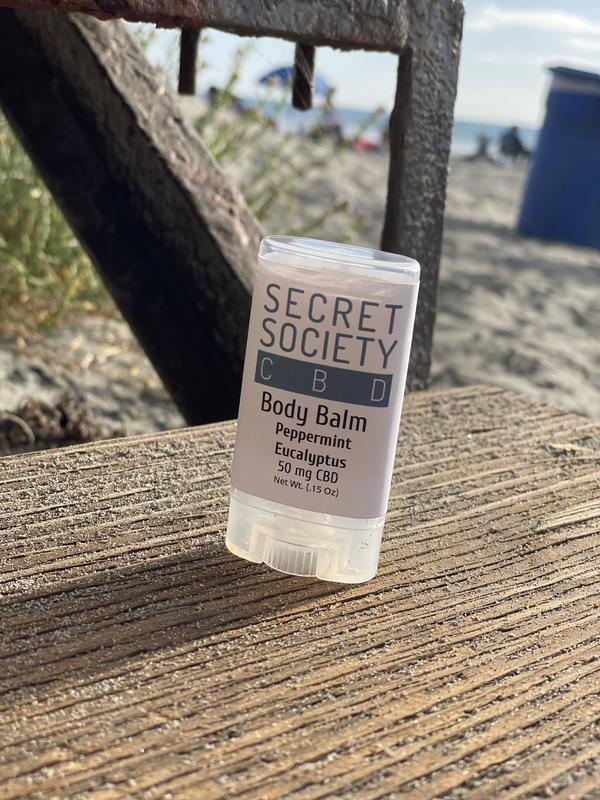 SECRET
SOCIETY
C B D
Body Balm
Peppermint
Eucalyptus
50 mg CBD
Net Wt. (.15 Oz)